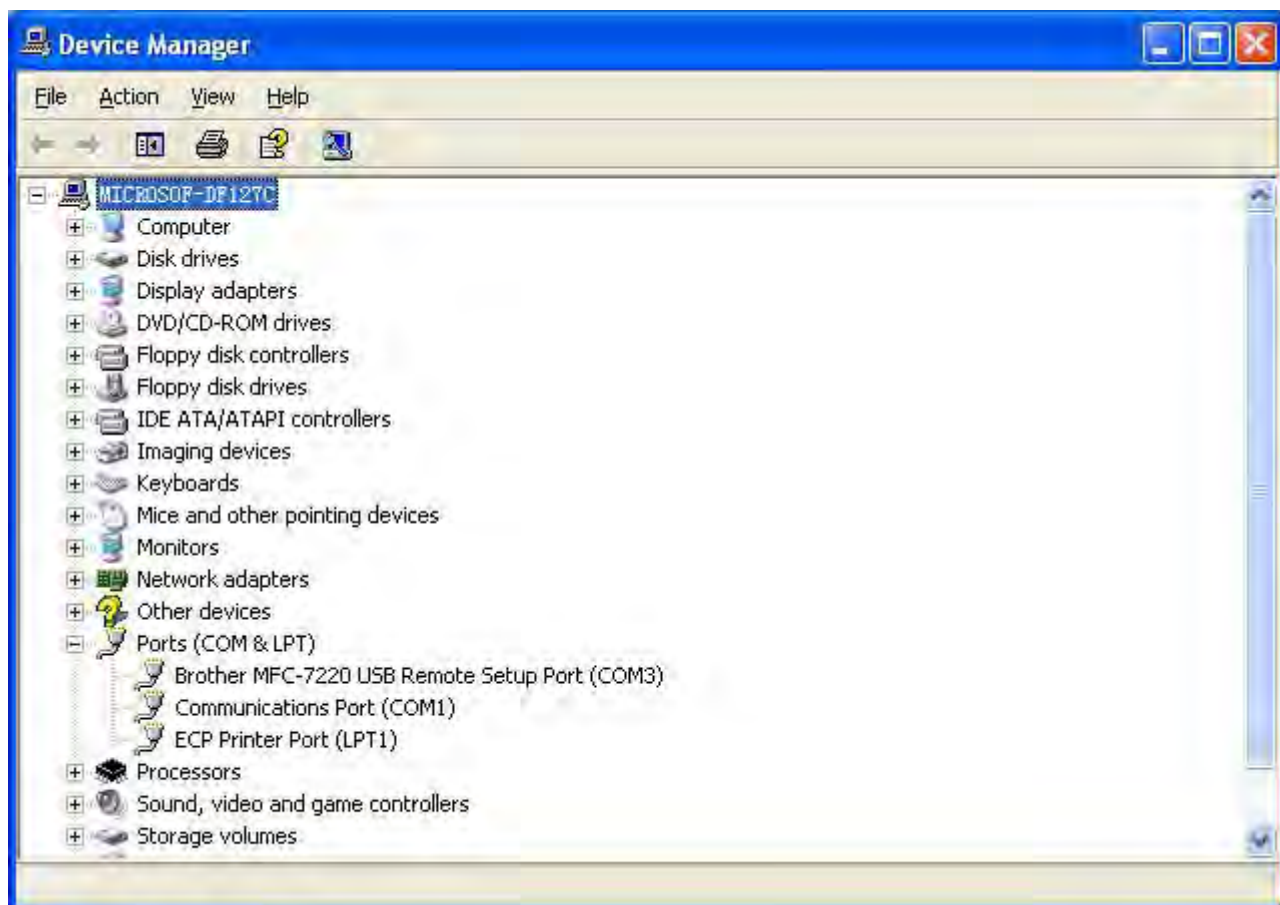 Device Manager
File Action View Help
MICROSOF-DF127C
Computer
Disk drives
Display adapters
DVD/CD-ROM drives
Floppy disk controllers
Floppy disk drives
IDE ATA/ATAPI controllers
Imaging devices
Keyboards
Mice and other pointing devices
Monitors
Network adapters
Other devices
Ports (COM & LPT)
Brother MFC-7220 USB Remote Setup Port (COM3)
Communications Port (COM1)
ECP Printer Port (LPT1)
Processors
Sound, video and game controllers
Storage volumes